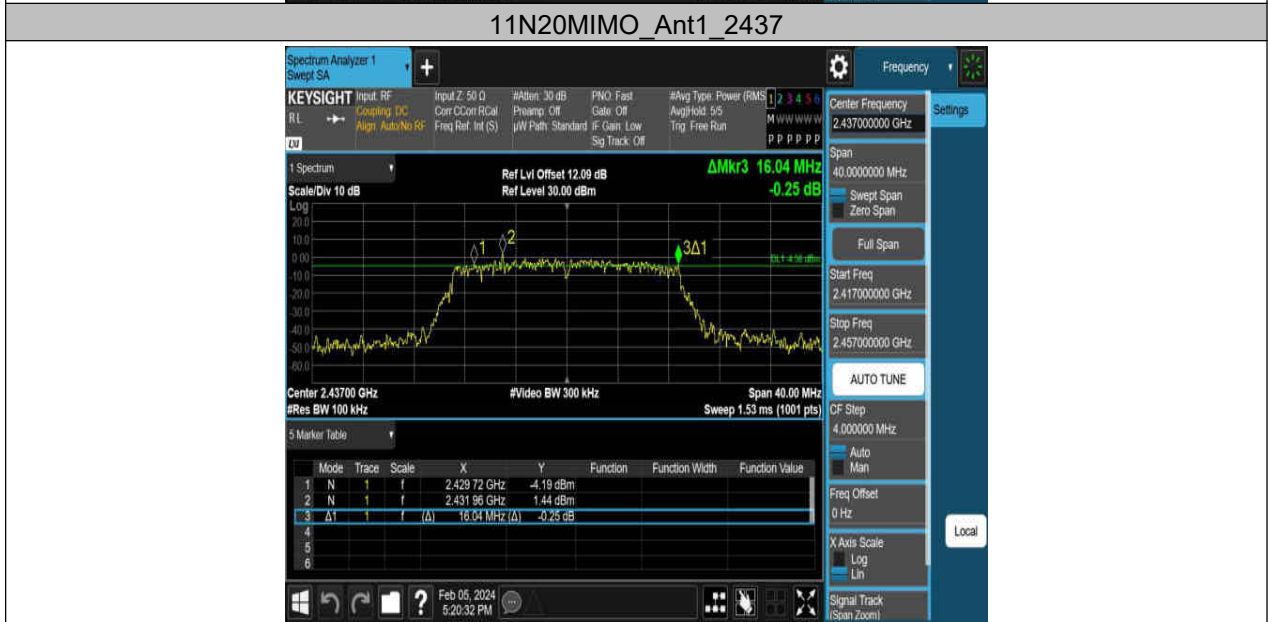 11N20MIMO_Ant1_2437
Spectrum Analyzer 1
Swept SA
+
Frequency
KEYSIGHT
RL
LXI
Input: RF
Coupling: DC
Align: Auto/No RF
Input Z: 50 Ω
Corr CCorr RCal
Freq Ref: Int (S)
#Atten: 30 dB
Preamp: Off
µW Path: Standard
PNO: Fast
Gate: Off
IF Gain: Low
Sig Track: Off
#Avg Type: Power (RMS
Avg|Hold: 5/5
Trig: Free Run
1 2 3 4 5 6
M W W W W W
P P P P P P
1 Spectrum
Scale/Div 10 dB
Ref Lvl Offset 12.09 dB
Ref Level 30.00 dBm
ΔMkr3 16.04 MHz
-0.25 dB
Log
20.0
10.0
0.00
-10.0
-20.0
-30.0
-40.0
-50.0
-60.0
1
2
3Δ1
DL1 -4.56 dBm
Center 2.43700 GHz
#Res BW 100 kHz
#Video BW 300 kHz
Span 40.00 MHz
Sweep 1.53 ms (1001 pts)
5 Marker Table
Mode Trace Scale X Y Function Function Width Function Value
1 N 1 f 2.429 72 GHz -4.19 dBm
2 N 1 f 2.431 96 GHz 1.44 dBm
3 Δ1 1 f (Δ) 16.04 MHz (Δ) -0.25 dB
4
5
6
Center Frequency
2.437000000 GHz
Settings
Span
40.0000000 MHz
Swept Span
Zero Span
Full Span
Start Freq
2.417000000 GHz
Stop Freq
2.457000000 GHz
AUTO TUNE
CF Step
4.000000 MHz
Auto
Man
Freq Offset
0 Hz
X Axis Scale
Log
Lin
Local
Signal Track
(Span Zoom)
?
Feb 05, 2024
5:20:32 PM